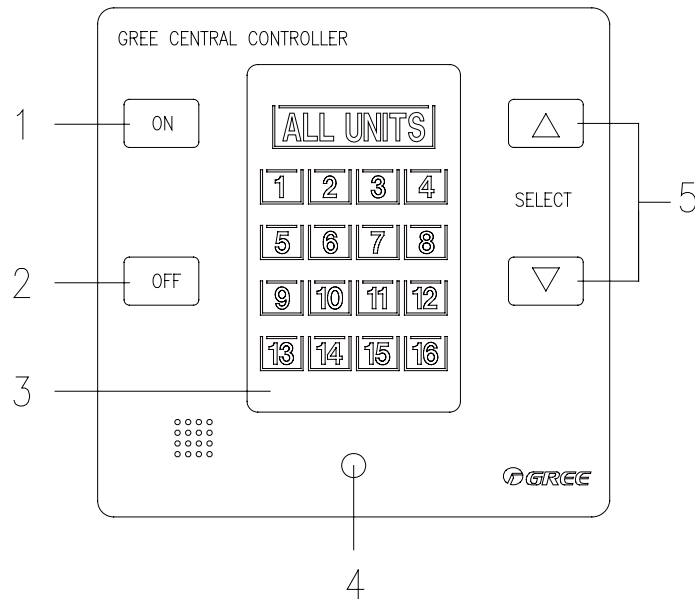 GREE CENTRAL CONTROLLER
1 ON
ALL UNITS
1 2 3 4
SELECT
5
5 6 7 8
2 OFF
9 10 11 12
13 14 15 16
3
GREE
4